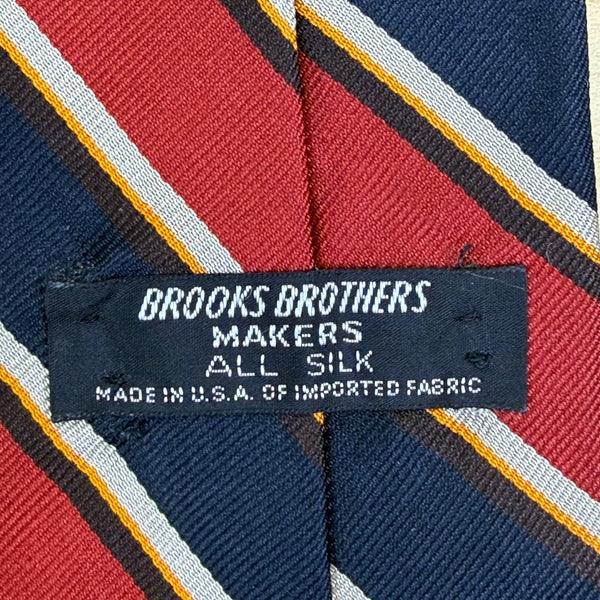 BROOKS BROTHERS
MAKERS
ALL SILK
MADE IN U.S.A. OF IMPORTED FABRIC